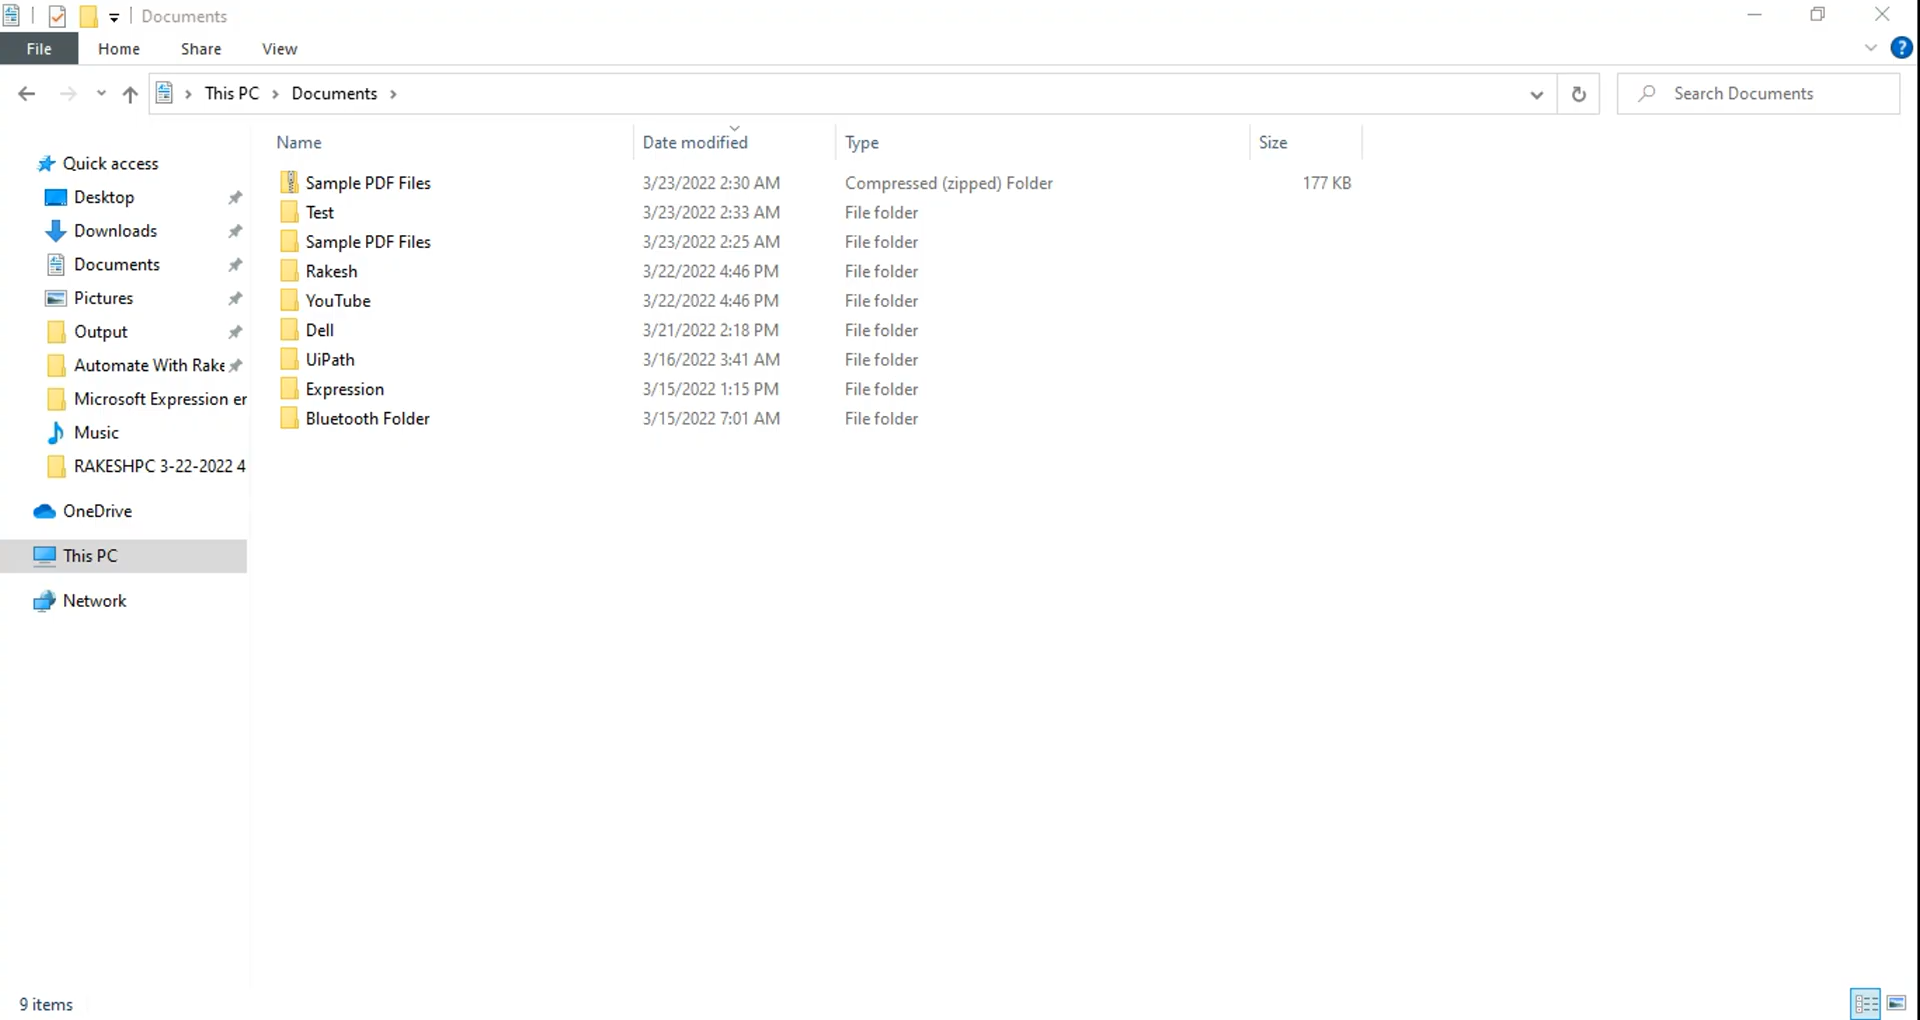 Documents
File Home Share View ?
This PC Documents Search Documents
Name Date modified Type Size
Quick access
Desktop
Downloads
Documents
Pictures
Output
Automate With Rake
Microsoft Expression er
Music
RAKESHPC 3-22-2022 4
OneDrive
This PC
Network
Sample PDF Files 3/23/2022 2:30 AM Compressed (zipped) Folder 177 KB
Test 3/23/2022 2:33 AM File folder
Sample PDF Files 3/23/2022 2:25 AM File folder
Rakesh 3/22/2022 4:46 PM File folder
YouTube 3/22/2022 4:46 PM File folder
Dell 3/21/2022 2:18 PM File folder
UiPath 3/16/2022 3:41 AM File folder
Expression 3/15/2022 1:15 PM File folder
Bluetooth Folder 3/15/2022 7:01 AM File folder
9 items